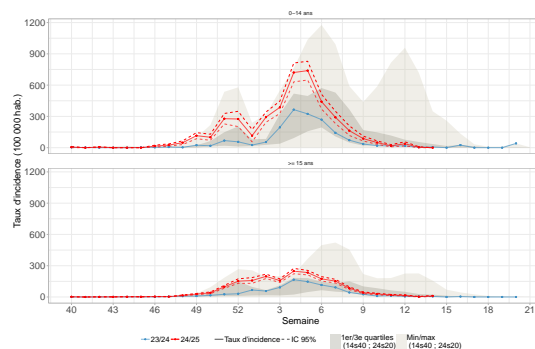 0−14 ans
1200
900
600
300
0
>= 15 ans
1200
900
600
300
0
Taux d'incidence (100 000 hab.)
40 43 46 49 52 3 6 9 12 15 18 21
Semaine
23/24 24/25 Taux d'incidence IC 95% 1er/3e quartiles (14s40 ; 24s20) Min/max (14s40 ; 24s20)